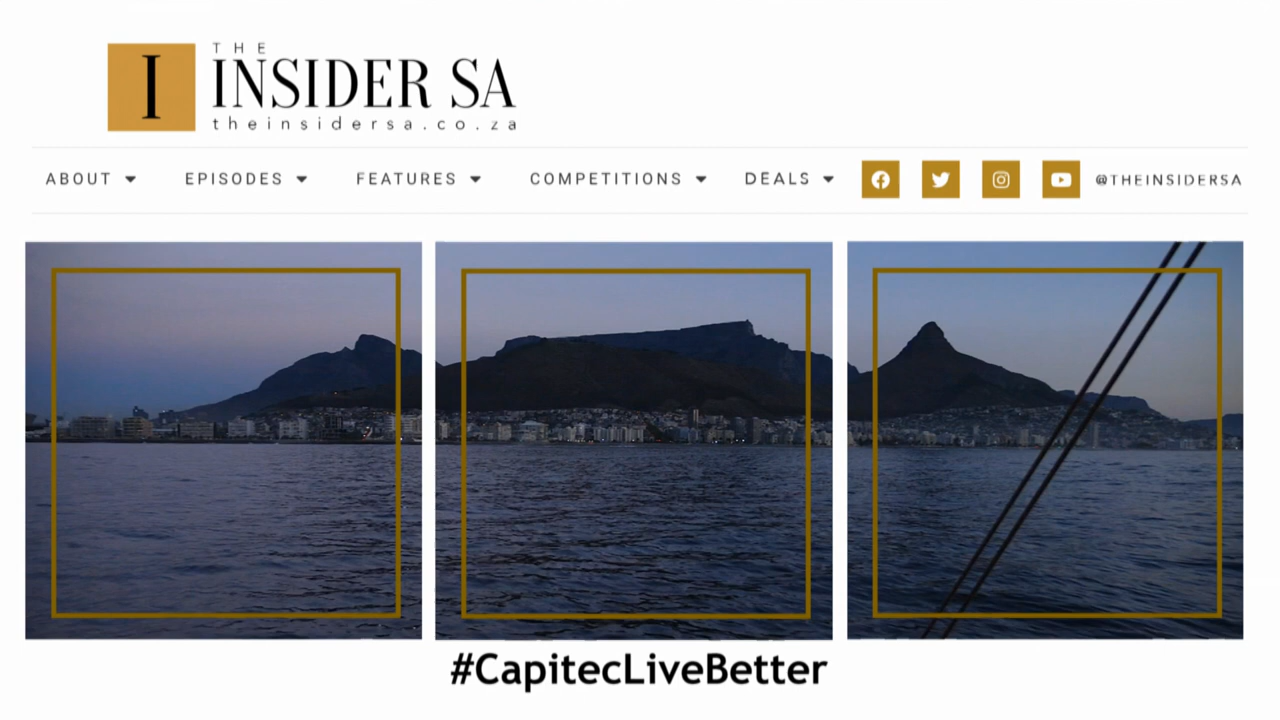 I
THE
INSIDER SA
theinsidersa.co.za
ABOUT EPISODES FEATURES COMPETITIONS DEALS @THEINSIDERSA
#CapitecLiveBetter